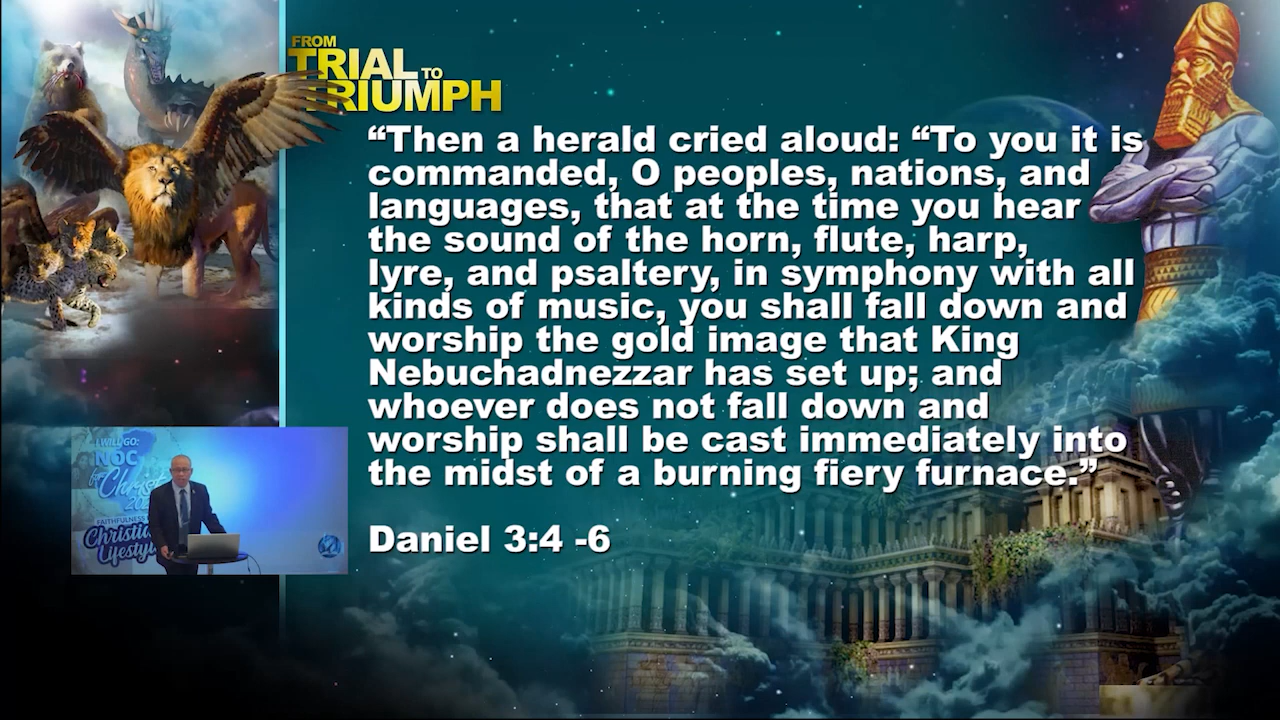 FROM
TRIAL TO
TRIUMPH
“Then a herald cried aloud: “To you it is
commanded, O peoples, nations, and
languages, that at the time you hear
the sound of the horn, flute, harp,
lyre, and psaltery, in symphony with all
kinds of music, you shall fall down and
worship the gold image that King
Nebuchadnezzar has set up; and
whoever does not fall down and
worship shall be cast immediately into
the midst of a burning fiery furnace.”
Daniel 3:4 -6
I WILL GO:
NOC
for Christ
FAITHFULNESS
Christian
Lifestyle